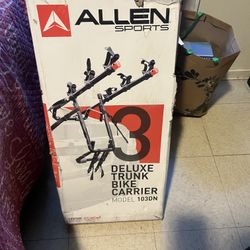 ALLEN
SPORTS
3
DELUXE
TRUNK
BIKE
CARRIER
MODEL 103DN